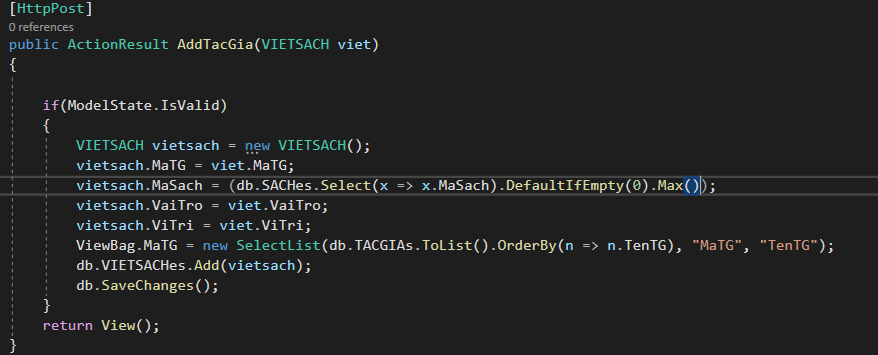 [HttpPost]
0 references
public ActionResult AddTacGia(VIETSACH viet)
{
if(ModelState.IsValid)
{
VIETSACH vietsach = new VIETSACH();
vietsach.MaTG = viet.MaTG;
vietsach.MaSach = (db.SACHes.Select(x => x.MaSach).DefaultIfEmpty(0).Max());
vietsach.VaiTro = viet.VaiTro;
vietsach.ViTri = viet.ViTri;
ViewBag.MaTG = new SelectList(db.TACGIAs.ToList().OrderBy(n => n.TenTG), "MaTG", "TenTG");
db.VIETSACHes.Add(vietsach);
db.SaveChanges();
}
return View();
}